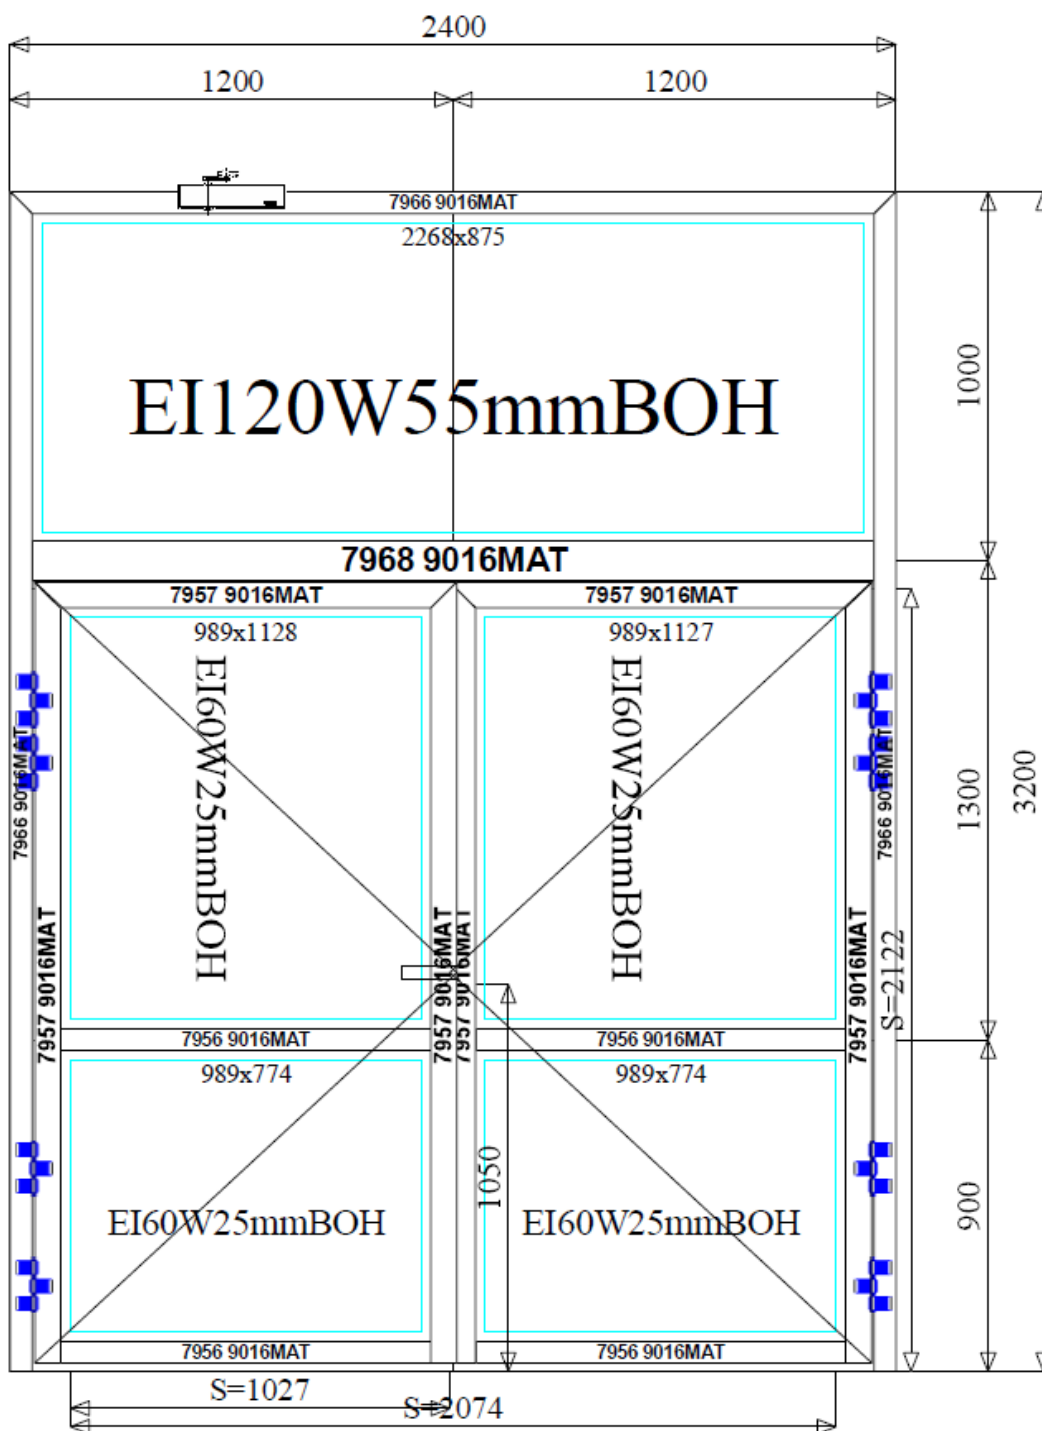 2400
1200
1200
7966 9016MAT
2268x875
EI120W55mmBOH
1000
7968 9016MAT
7957 9016MAT
7957 9016MAT
989x1128
989x1127
EI60W25mmBOH
EI60W25mmBOH
7966 9016MAT
7966 9016MAT
1300
3200
7957 9016MAT
7957 9016MAT
7957 9016MAT
7957 9016MAT
S=2122
7956 9016MAT
7956 9016MAT
989x774
989x774
1050
EI60W25mmBOH
EI60W25mmBOH
900
7956 9016MAT
7956 9016MAT
S=1027
S=2074